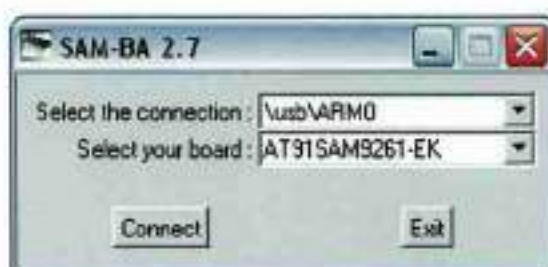 SAM-BA 2.7
Select the connection : \usb\ARM0
Select your board : AT91SAM9261-EK
Connect Exit